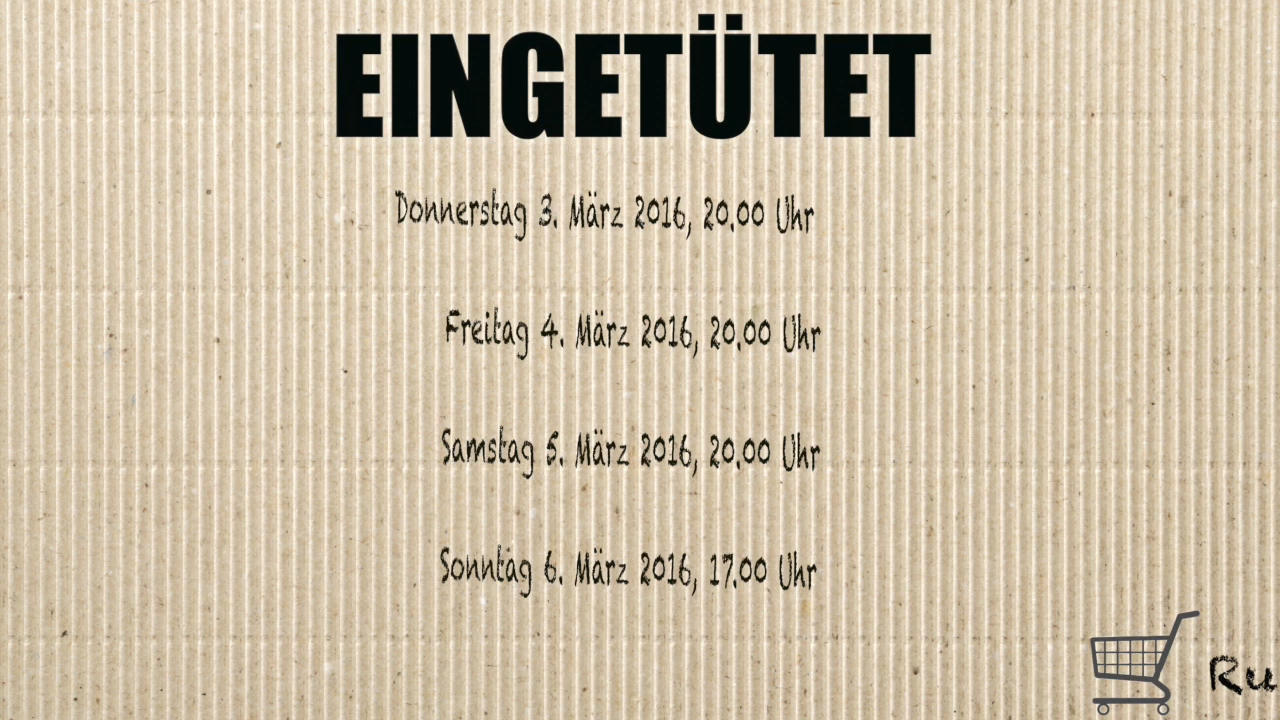 EINGETÜTET
Donnerstag 3. März 2016, 20.00 Uhr
Freitag 4. März 2016, 20.00 Uhr
Samstag 5. März 2016, 20.00 Uhr
Sonntag 6. März 2016, 17.00 Uhr
Ru